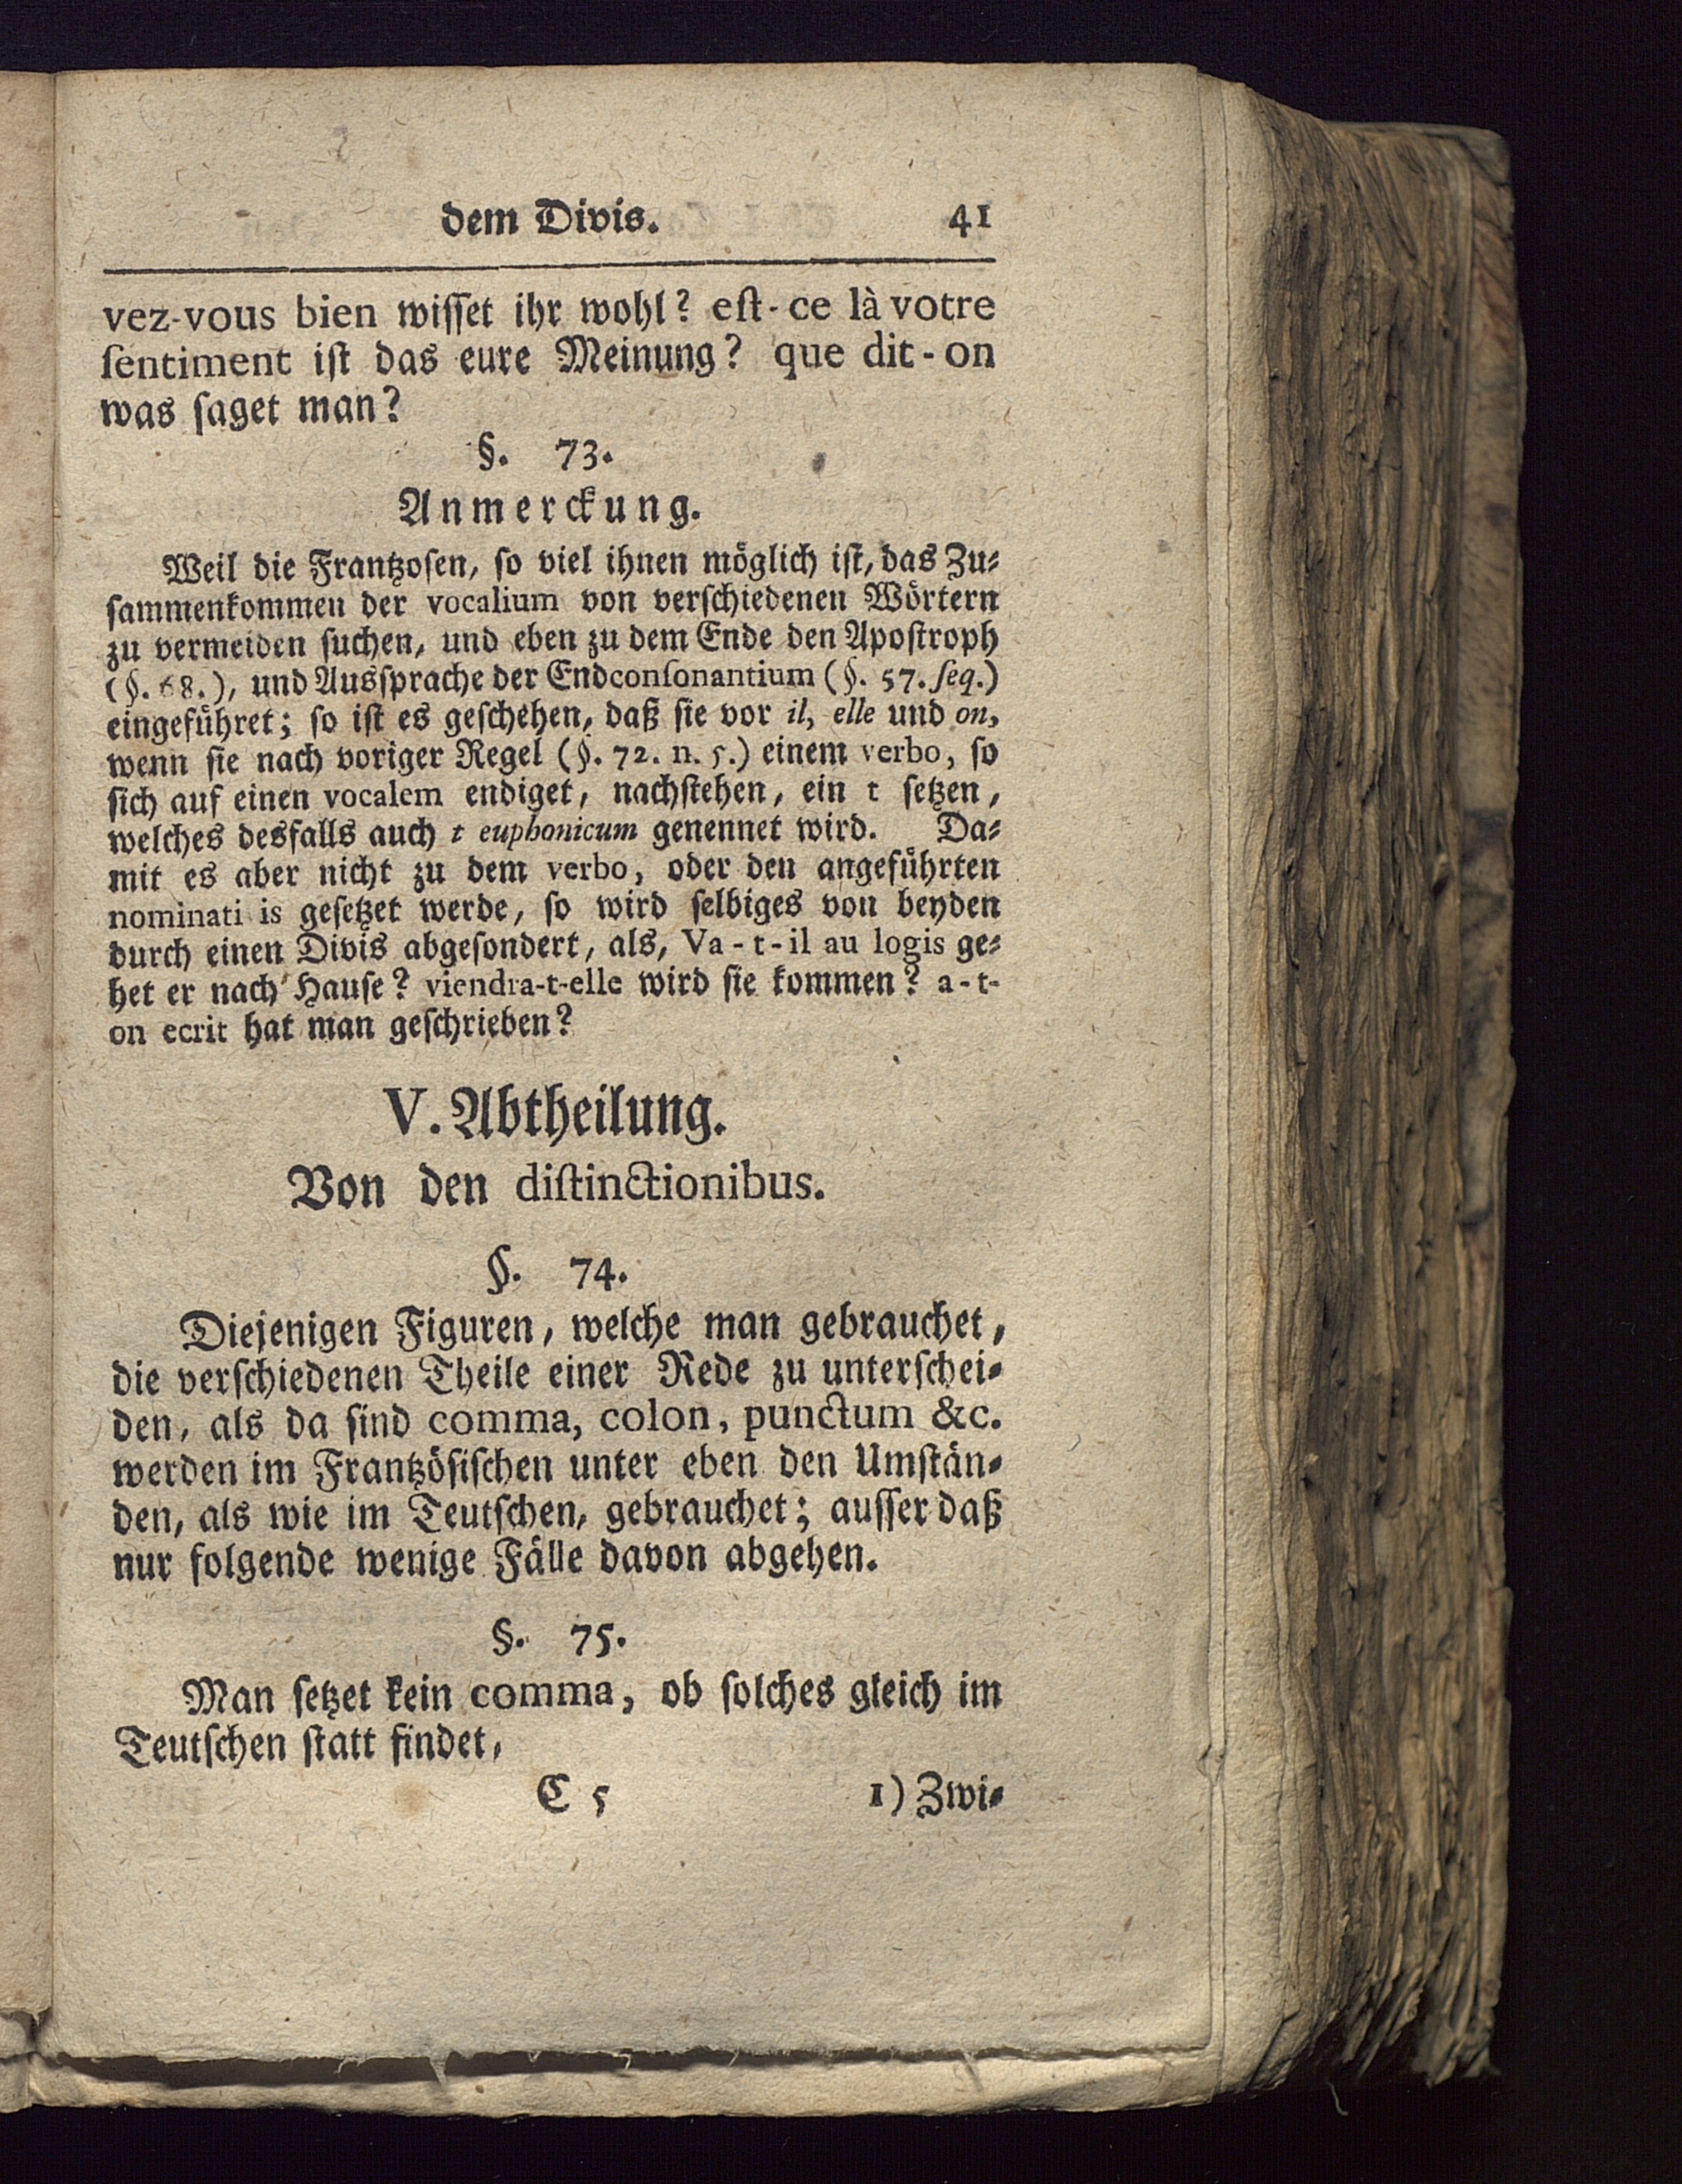 dem Divis. 41
vez-vous bien wiſſet ihr wohl? eſt-ce là votre
ſentiment iſt das eure Meinung? que dit-on
was ſaget man?
§. 73.
Anmerckung.
Weil die Frantzoſen, ſo viel ihnen möglich iſt, das Zu⸗
ſammenkommen der vocalium von verſchiedenen Wörtern
zu vermeiden ſuchen, und eben zu dem Ende den Apoſtroph
(§. 68.), und Ausſprache der Endconſonantium (§. 57. ſeq.)
eingeführet; ſo iſt es geſchehen, daß ſie vor il, elle und on,
wenn ſie nach voriger Regel (§. 72. n. 5.) einem verbo, ſo
ſich auf einen vocalem endiget, nachſtehen, ein t ſetzen,
welches desfalls auch t euphonicum genennet wird. Da⸗
mit es aber nicht zu dem verbo, oder den angeführten
nominati is geſetzet werde, ſo wird ſelbiges von beyden
durch einen Divis abgeſondert, als, Va-t-il au logis ge⸗
het er nach Hauſe? viendra-t-elle wird ſie kommen? a-t-
on ecrit hat man geſchrieben?
V. Abtheilung.
Von den diſtinctionibus.
§. 74.
Diejenigen Figuren, welche man gebrauchet,
die verſchiedenen Theile einer Rede zu unterſchei⸗
den, als da ſind comma, colon, punctum &c.
werden im Frantzöſiſchen unter eben den Umſtän⸗
den, als wie im Teutſchen, gebrauchet; auſſer daß
nur folgende wenige Fälle davon abgehen.
§. 75.
Man ſetzet kein comma, ob ſolches gleich im
Teutſchen ſtatt findet,
C 5 1) Zwi⸗